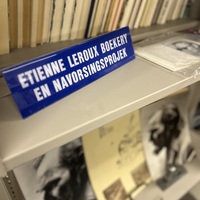 ETIENNE LEROUX BOEKERY
EN NAVORSINGSPROJEK